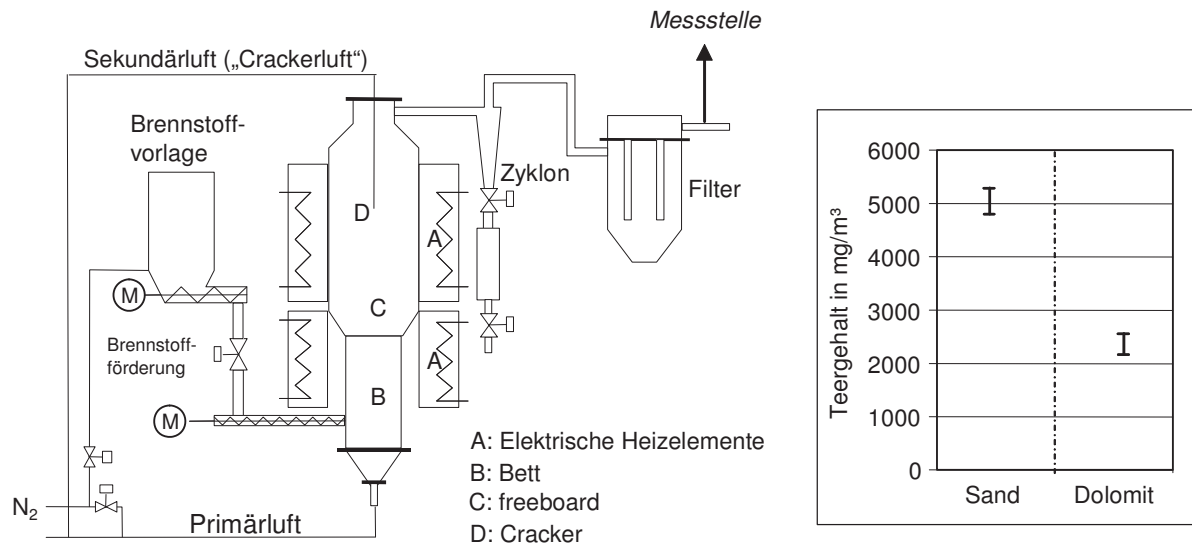 Messstelle
Sekundärluft („Crackerluft“)
Brennstoff-
vorlage
Zyklon
Filter
D
A
M
C
Brennstoff-
förderung
A
B
M
N2
Primärluft
A: Elektrische Heizelemente
B: Bett
C: freeboard
D: Cracker
Teergehalt in mg/m³
6000
5000
4000
3000
2000
1000
0
Sand Dolomit